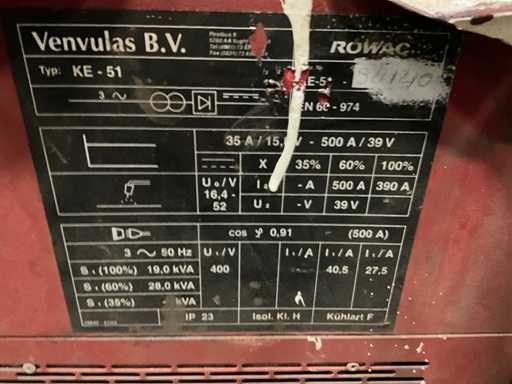 Venvulas B.V.
ROWAC
Typ: KE - 51
3 ~
EN 60 - 974
35 A / 15, V - 500 A / 39 V
X 35% 60% 100%
U₀/V 16,4 - 52
I₂ - A 500 A 390 A
U₂ - V 39 V
cos φ 0,91 (500 A)
3 ~ 50 Hz U₁/V I₁/A I₁/A I₁/A
S₁ (100%) 19,0 kVA 400 40.5 27.5
S₁ (60%) 28,0 kVA
S₁ (35%) - kVA
IP 23 Isol. Kl. H Kühlart F